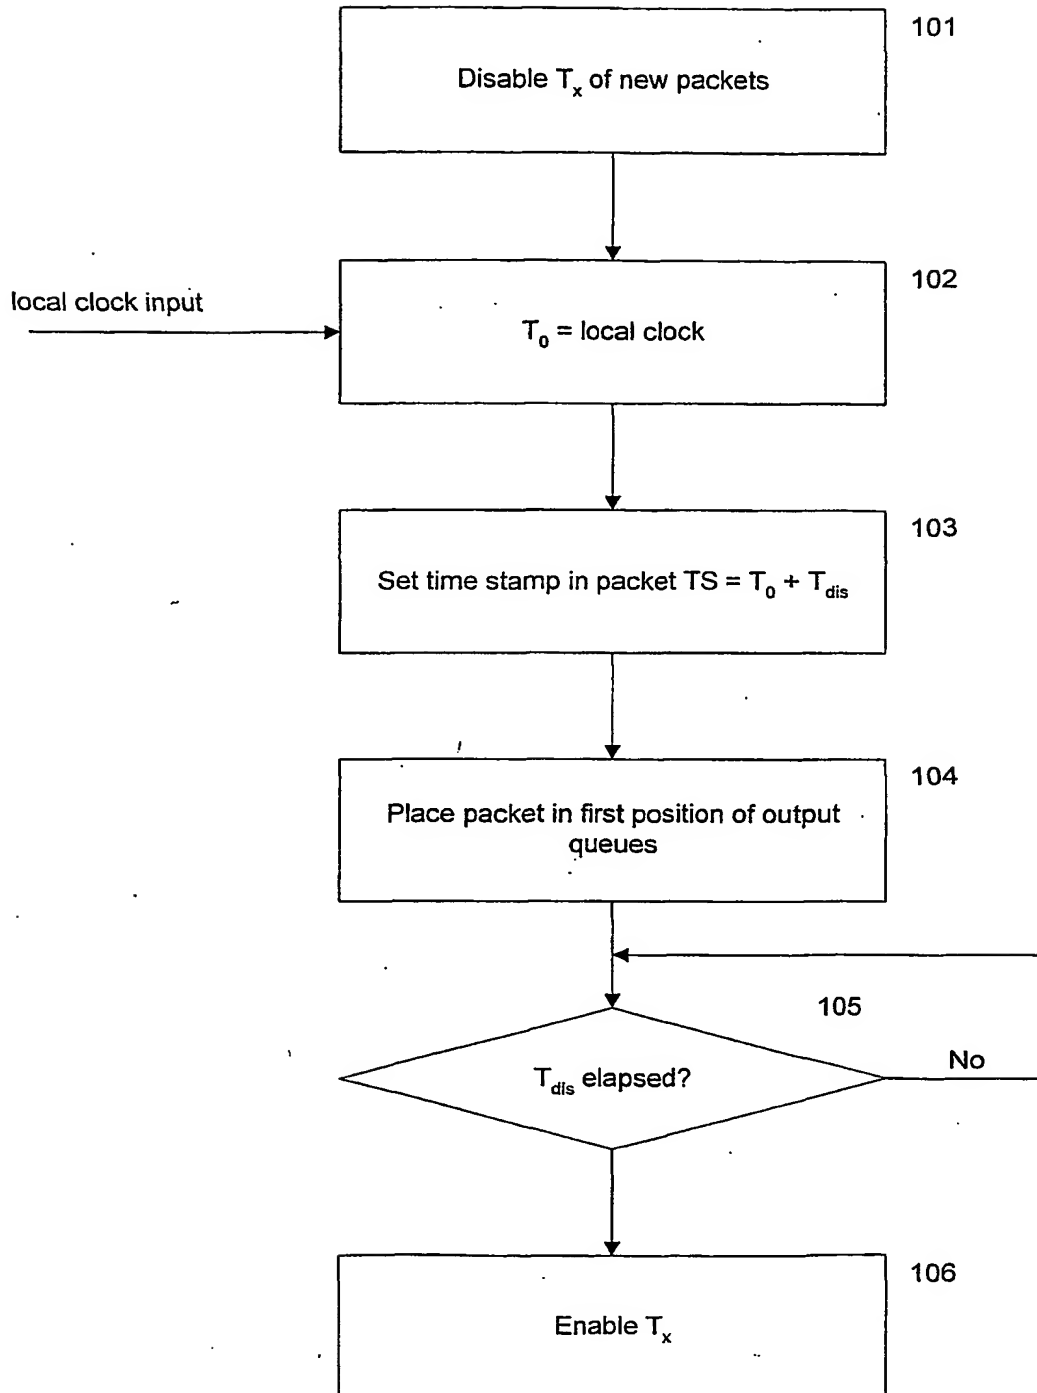 101
Disable Tx of new packets
102
local clock input
T0 = local clock
103
Set time stamp in packet TS = T0 + Tdis
104
Place packet in first position of output
queues
105
Tdis elapsed?
No
106
Enable Tx